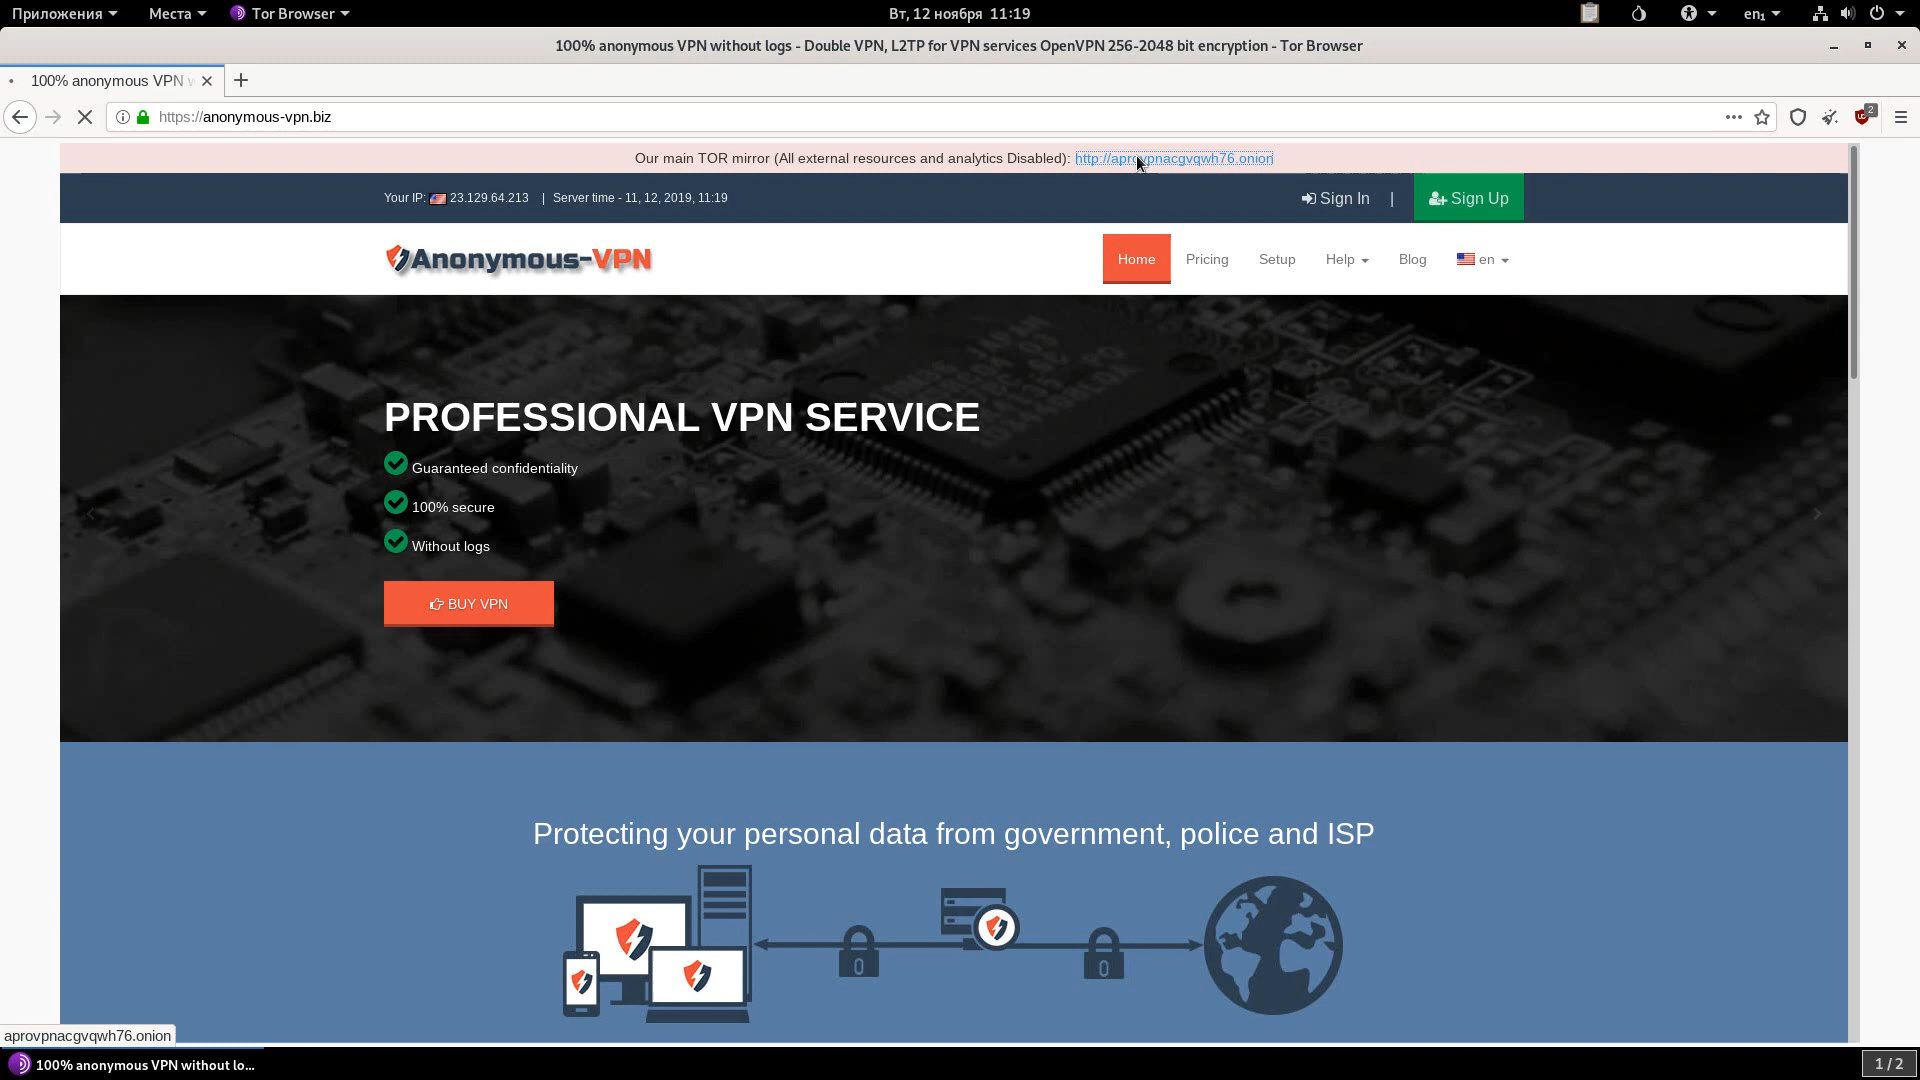 Приложения Места Tor Browser Вт, 12 ноября 11:19 en₁
100% anonymous VPN without logs - Double VPN, L2TP for VPN services OpenVPN 256-2048 bit encryption - Tor Browser
100% anonymous VPN w
https://anonymous-vpn.biz 2
Our main TOR mirror (All external resources and analytics Disabled): http://aprovpnacgvqwh76.onion
Your IP: 23.129.64.213 | Server time - 11, 12, 2019, 11:19 Sign In | Sign Up
Anonymous-VPN Home Pricing Setup Help Blog en
PROFESSIONAL VPN SERVICE
Guaranteed confidentiality
100% secure
Without logs
BUY VPN
Protecting your personal data from government, police and ISP
aprovpnacgvqwh76.onion
100% anonymous VPN without lo... 1 / 2